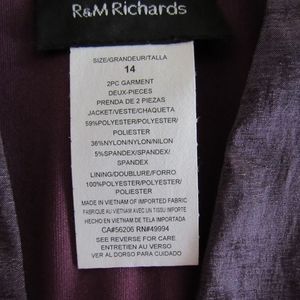 R&M Richards
SIZE/GRANDEUR/TALLA
14
2PC GARMENT
DEUX-PIECES
PRENDA DE 2 PIEZAS
JACKET/VESTE/CHAQUETA
59%POLYESTER/POLYESTER/
POLIESTER
36%NYLON/NYLON/NILON
5%SPANDEX/SPANDEX/
SPANDEX
LINING/DOUBLURE/FORRO
100%POLYESTER/POLYESTER/
POLIESTER
MADE IN VIETNAM OF IMPORTED FABRIC
FABRIQUE AU VIETNAM AVEC UN TISSU IMPORTE
HECHO EN VIETNAM DE TELA IMPORTADA
CA#56206 RN#49994
SEE REVERSE FOR CARE
ENTRETIEN AU VERSO
VER AL DORSO PARA CUIDADO